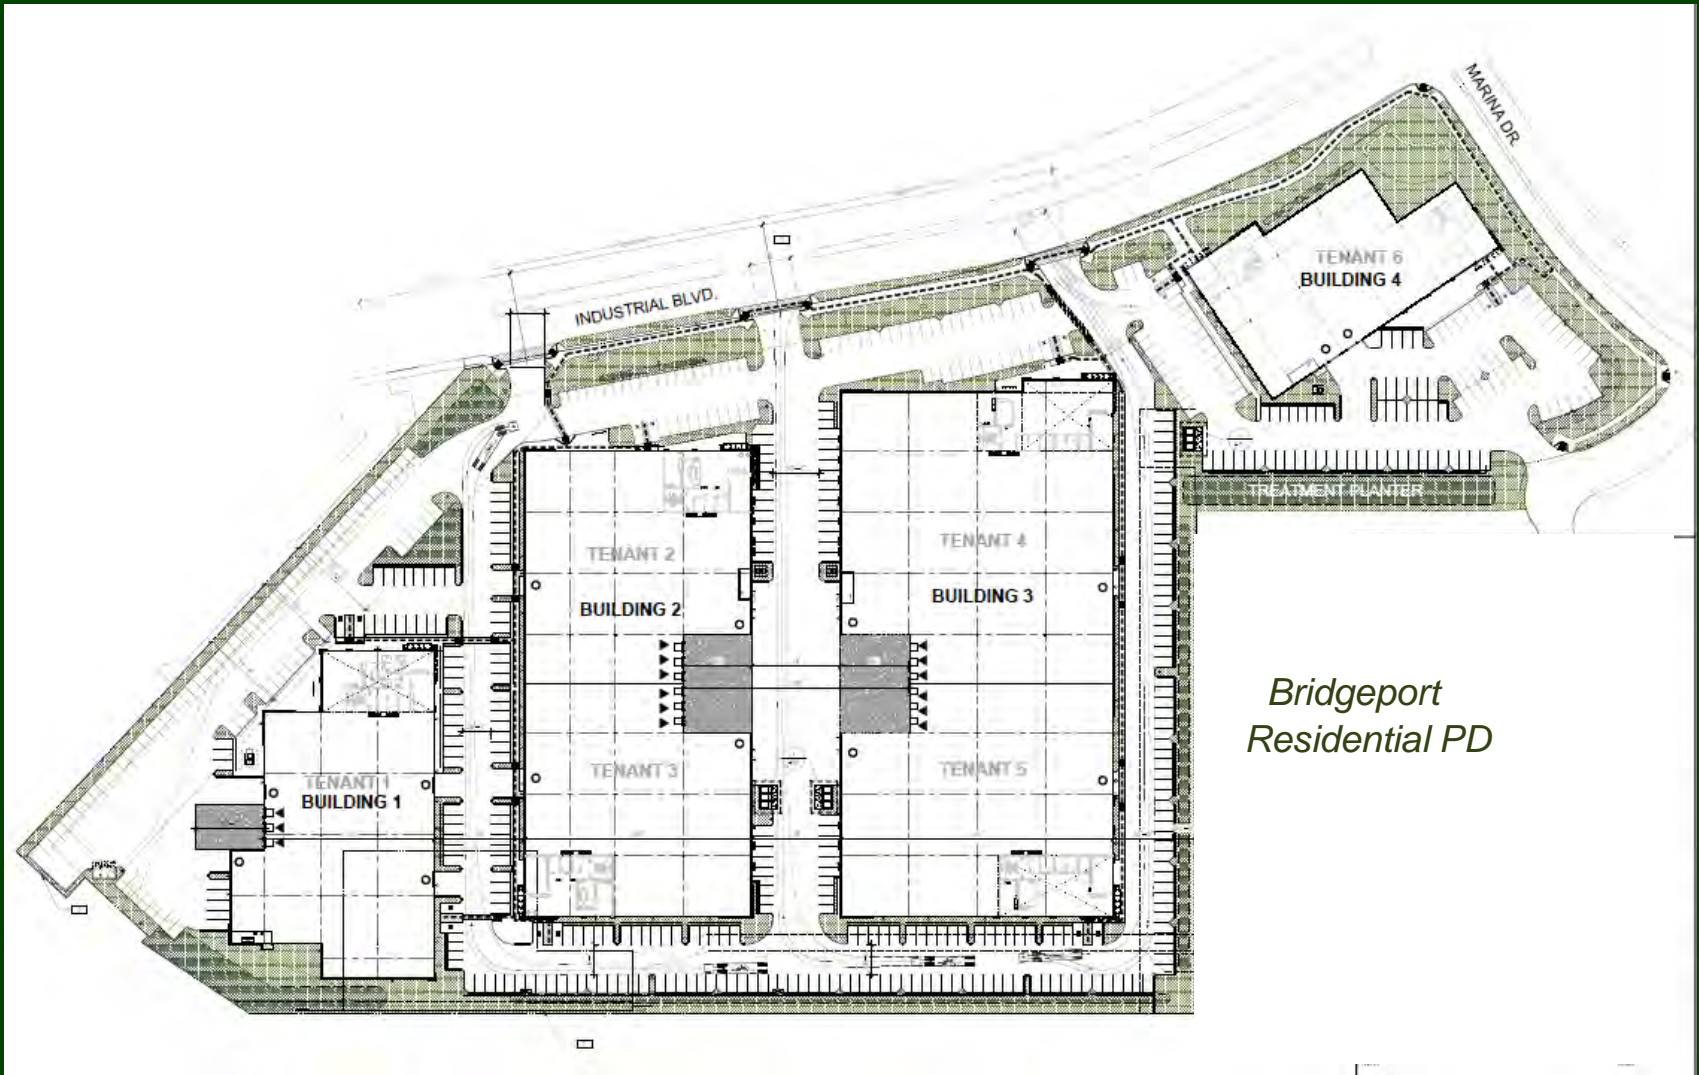 MARINA DR.
INDUSTRIAL BLVD.
TENANT 6
BUILDING 4
TREATMENT PLANTER
TENANT 2
BUILDING 2
TENANT 3
TENANT 4
BUILDING 3
TENANT 5
TENANT 1
BUILDING 1
Bridgeport
Residential PD